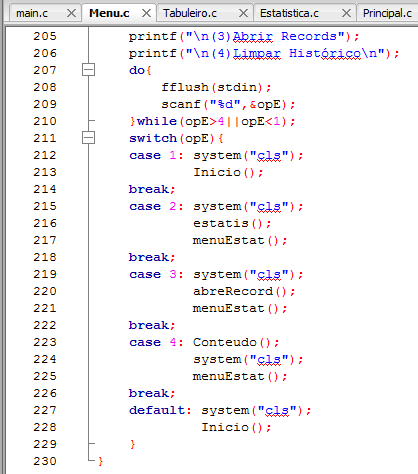 main.c Menu.c Tabuleiro.c Estatistica.c Principal.c
205 printf("\n(3)Abrir Records");
206 printf("\n(4)Limpar Histórico\n");
207 do{
208 fflush(stdin);
209 scanf("%d",&opE);
210 }while(opE>4||opE<1);
211 switch(opE){
212 case 1: system("cls");
213 Inicio();
214 break;
215 case 2: system("cls");
216 estatis();
217 menuEstat();
218 break;
219 case 3: system("cls");
220 abreRecord();
221 menuEstat();
222 break;
223 case 4: Conteudo();
224 system("cls");
225 menuEstat();
226 break;
227 default: system("cls");
228 Inicio();
229 }
230 }